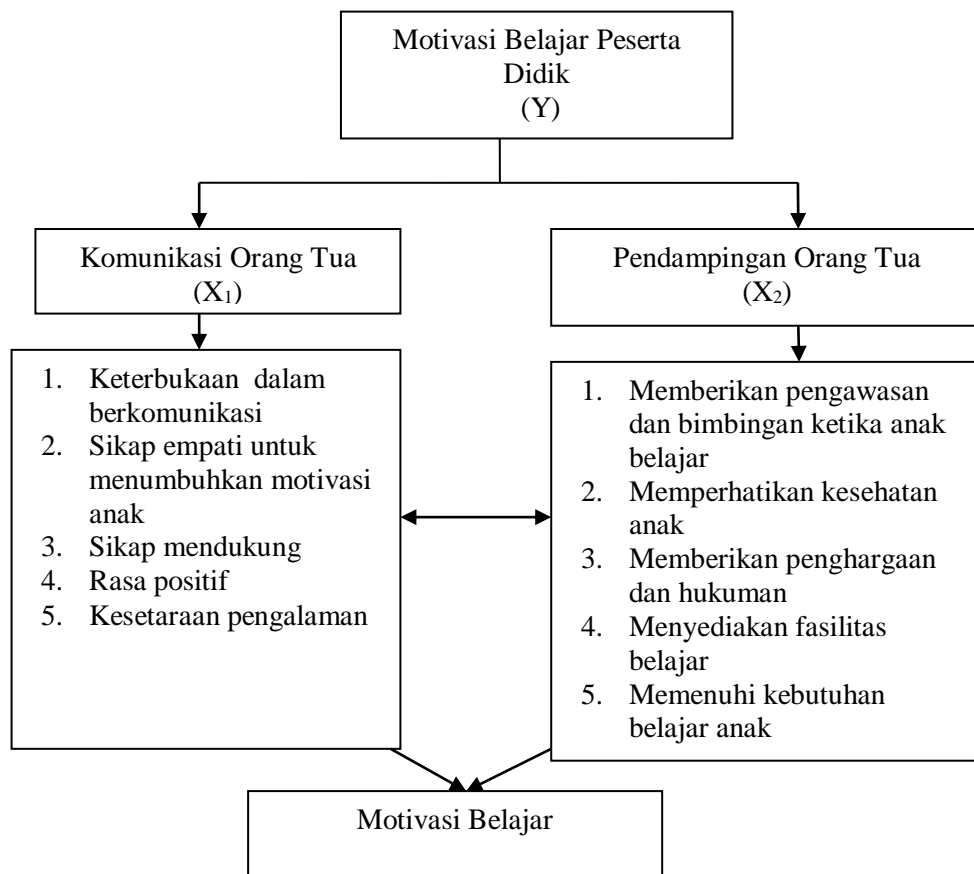 Motivasi Belajar Peserta
Didik
(Y)
Komunikasi Orang Tua
(X₁)
Pendampingan Orang Tua
(X₂)
1. Keterbukaan dalam
berkomunikasi
2. Sikap empati untuk
menumbuhkan motivasi
anak
3. Sikap mendukung
4. Rasa positif
5. Kesetaraan pengalaman
1. Memberikan pengawasan
dan bimbingan ketika anak
belajar
2. Memperhatikan kesehatan
anak
3. Memberikan penghargaan
dan hukuman
4. Menyediakan fasilitas
belajar
5. Memenuhi kebutuhan
belajar anak
Motivasi Belajar